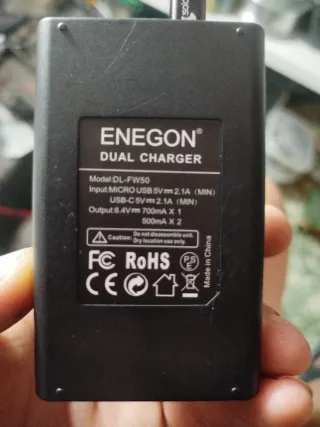 ENEGON®
DUAL CHARGER
Model:DL-FW50
Input:MiCRO USB 5V⎓2.1A (MIN)
USB-C5V⎓2.1A (MIN)
Output:8.4V⎓700mA X 1
500mA X 2
Caution: Do not disassemble unit.
Dry location use only.
FC RoHS PSE
CE
Made in China